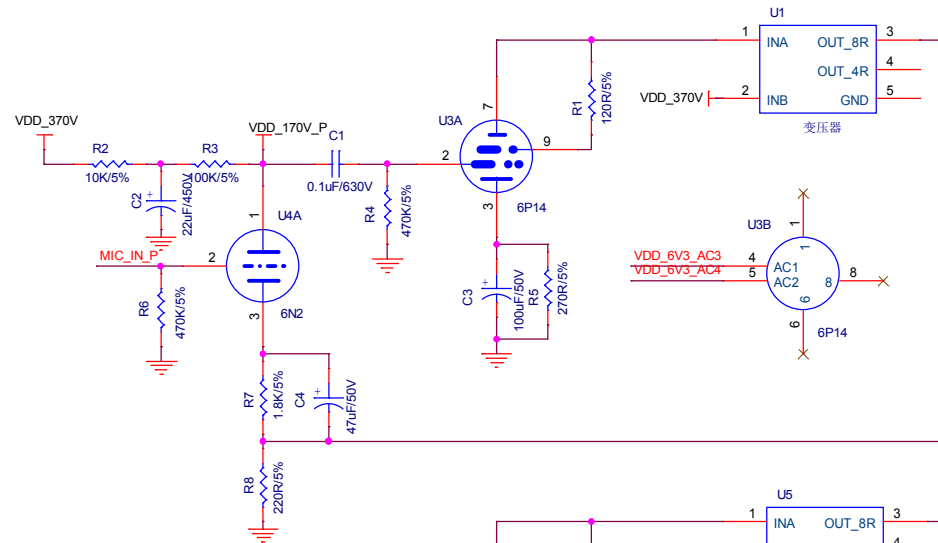 U1
1 INA OUT_8R 3
OUT_4R 4
VDD_370V 2 INB GND 5
变压器
VDD_370V
VDD_170V_P
R2
10K/5%
R3
100K/5%
C1
0.1uF/630V
C2
22uF/450V
R4
470K/5%
U3A
7
2
9
3
6P14
R1
120R/5%
1
U4A
MIC_IN_P
2
3
6N2
R6
470K/5%
C3
100uF/50V
R5
270R/5%
U3B
1
1
VDD_6V3_AC3
4 AC1
VDD_6V3_AC4
5 AC2
8 8
6
6
6P14
R7
1.8K/5%
C4
47uF/50V
R8
220R/5%
U5
1 INA OUT_8R 3
4